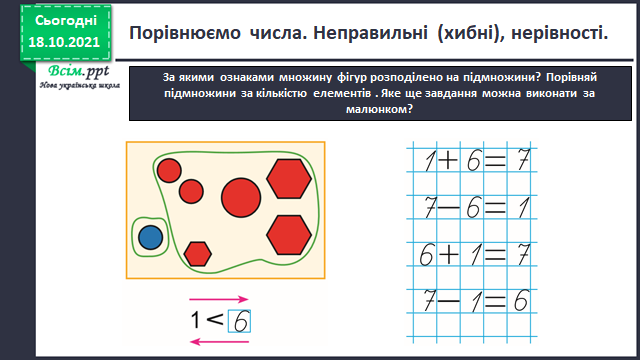 Сьогодні
18.10.2021
Всім.ppt
Нова українська школа
Порівнюємо числа. Неправильні (хибні), нерівності.
За якими ознаками множину фігур розподілено на підмножини? Порівняй
підмножини за кількістю елементів . Яке ще завдання можна виконати за
малюнком?
1 < 6
1+6=7
7-6=1
6+1=7
7-1=6